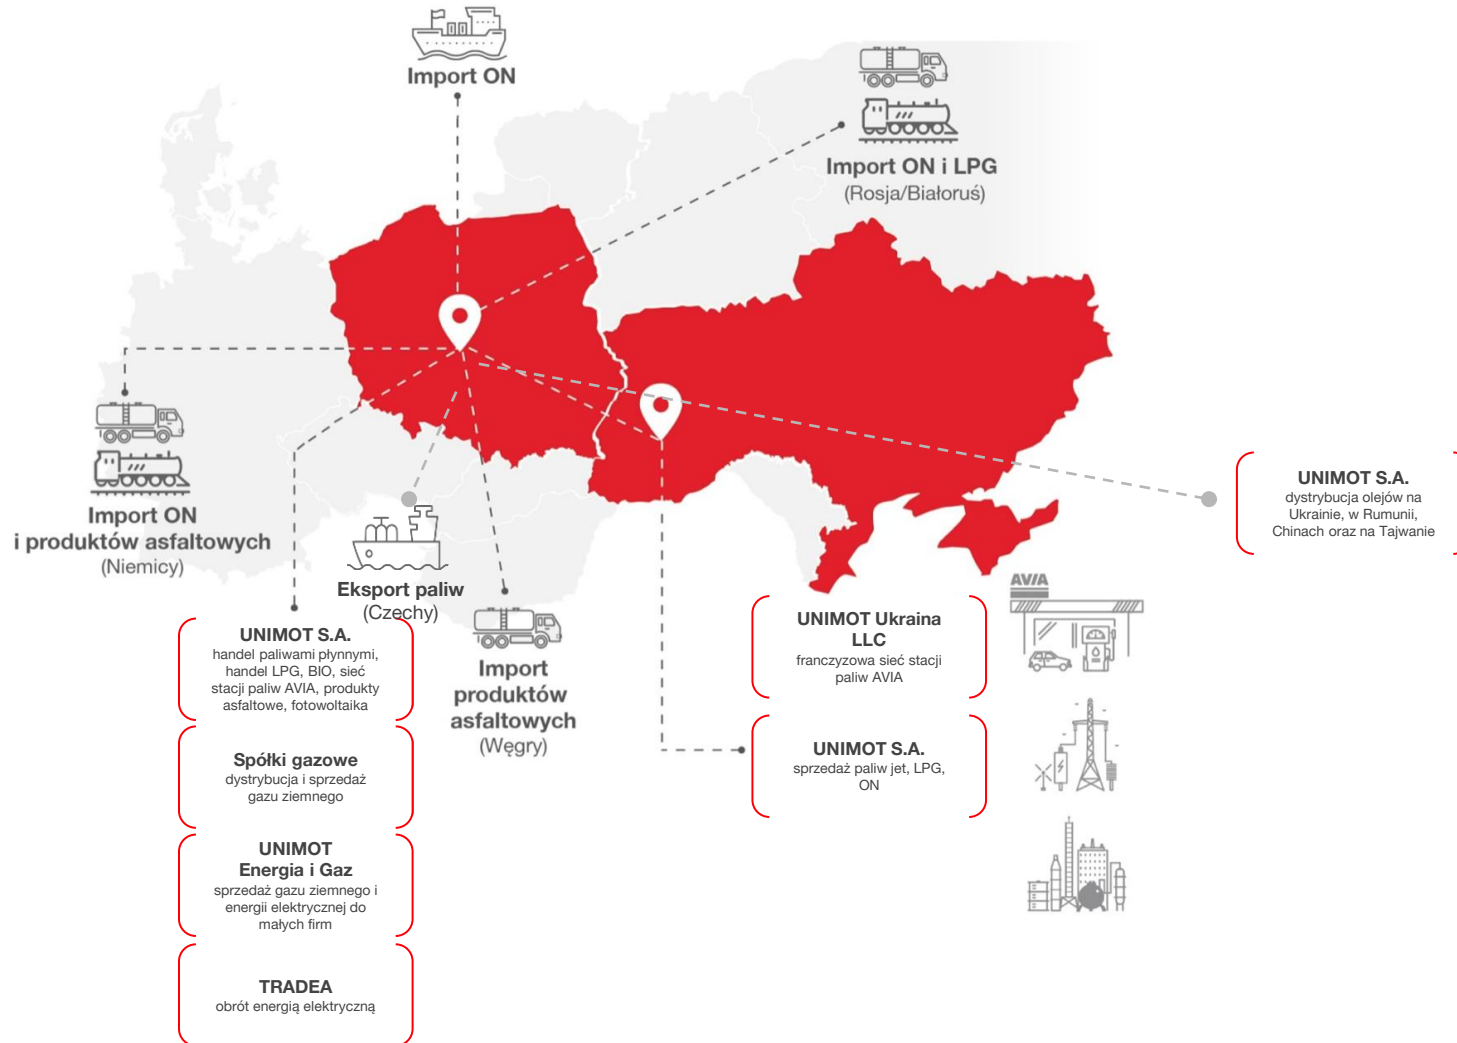 Import ON
Import ON i LPG
(Rosja/Białoruś)
Import ON
i produktów asfaltowych
(Niemicy)
Eksport paliw
(Czechy)
Import
produktów
asfaltowych
(Węgry)
UNIMOT S.A.
handel paliwami płynnymi,
handel LPG, BIO, sieć
stacji paliw AVIA, produkty
asfaltowe, fotowoltaika
Spółki gazowe
dystrybucja i sprzedaż
gazu ziemnego
UNIMOT
Energia i Gaz
sprzedaż gazu ziemnego i
energii elektrycznej do
małych firm
TRADEA
obrót energią elektryczną
UNIMOT Ukraina
LLC
franczyzowa sieć stacji
paliw AVIA
UNIMOT S.A.
sprzedaż paliw jet, LPG,
ON
AVIA
UNIMOT S.A.
dystrybucja olejów na
Ukrainie, w Rumunii,
Chinach oraz na Tajwanie